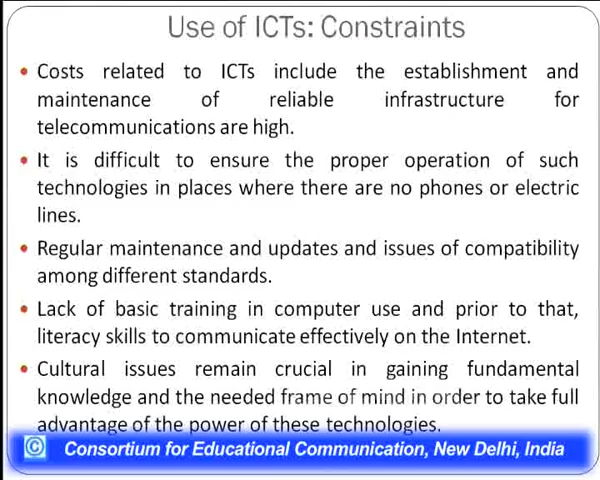 Use of ICTs: Constraints
• Costs related to ICTs include the establishment and
maintenance of reliable infrastructure for
telecommunications are high.
• It is difficult to ensure the proper operation of such
technologies in places where there are no phones or electric
lines.
• Regular maintenance and updates and issues of compatibility
among different standards.
• Lack of basic training in computer use and prior to that,
literacy skills to communicate effectively on the Internet.
• Cultural issues remain crucial in gaining fundamental
knowledge and the needed frame of mind in order to take full
advantage of the power of these technologies.
© Consortium for Educational Communication, New Delhi, India